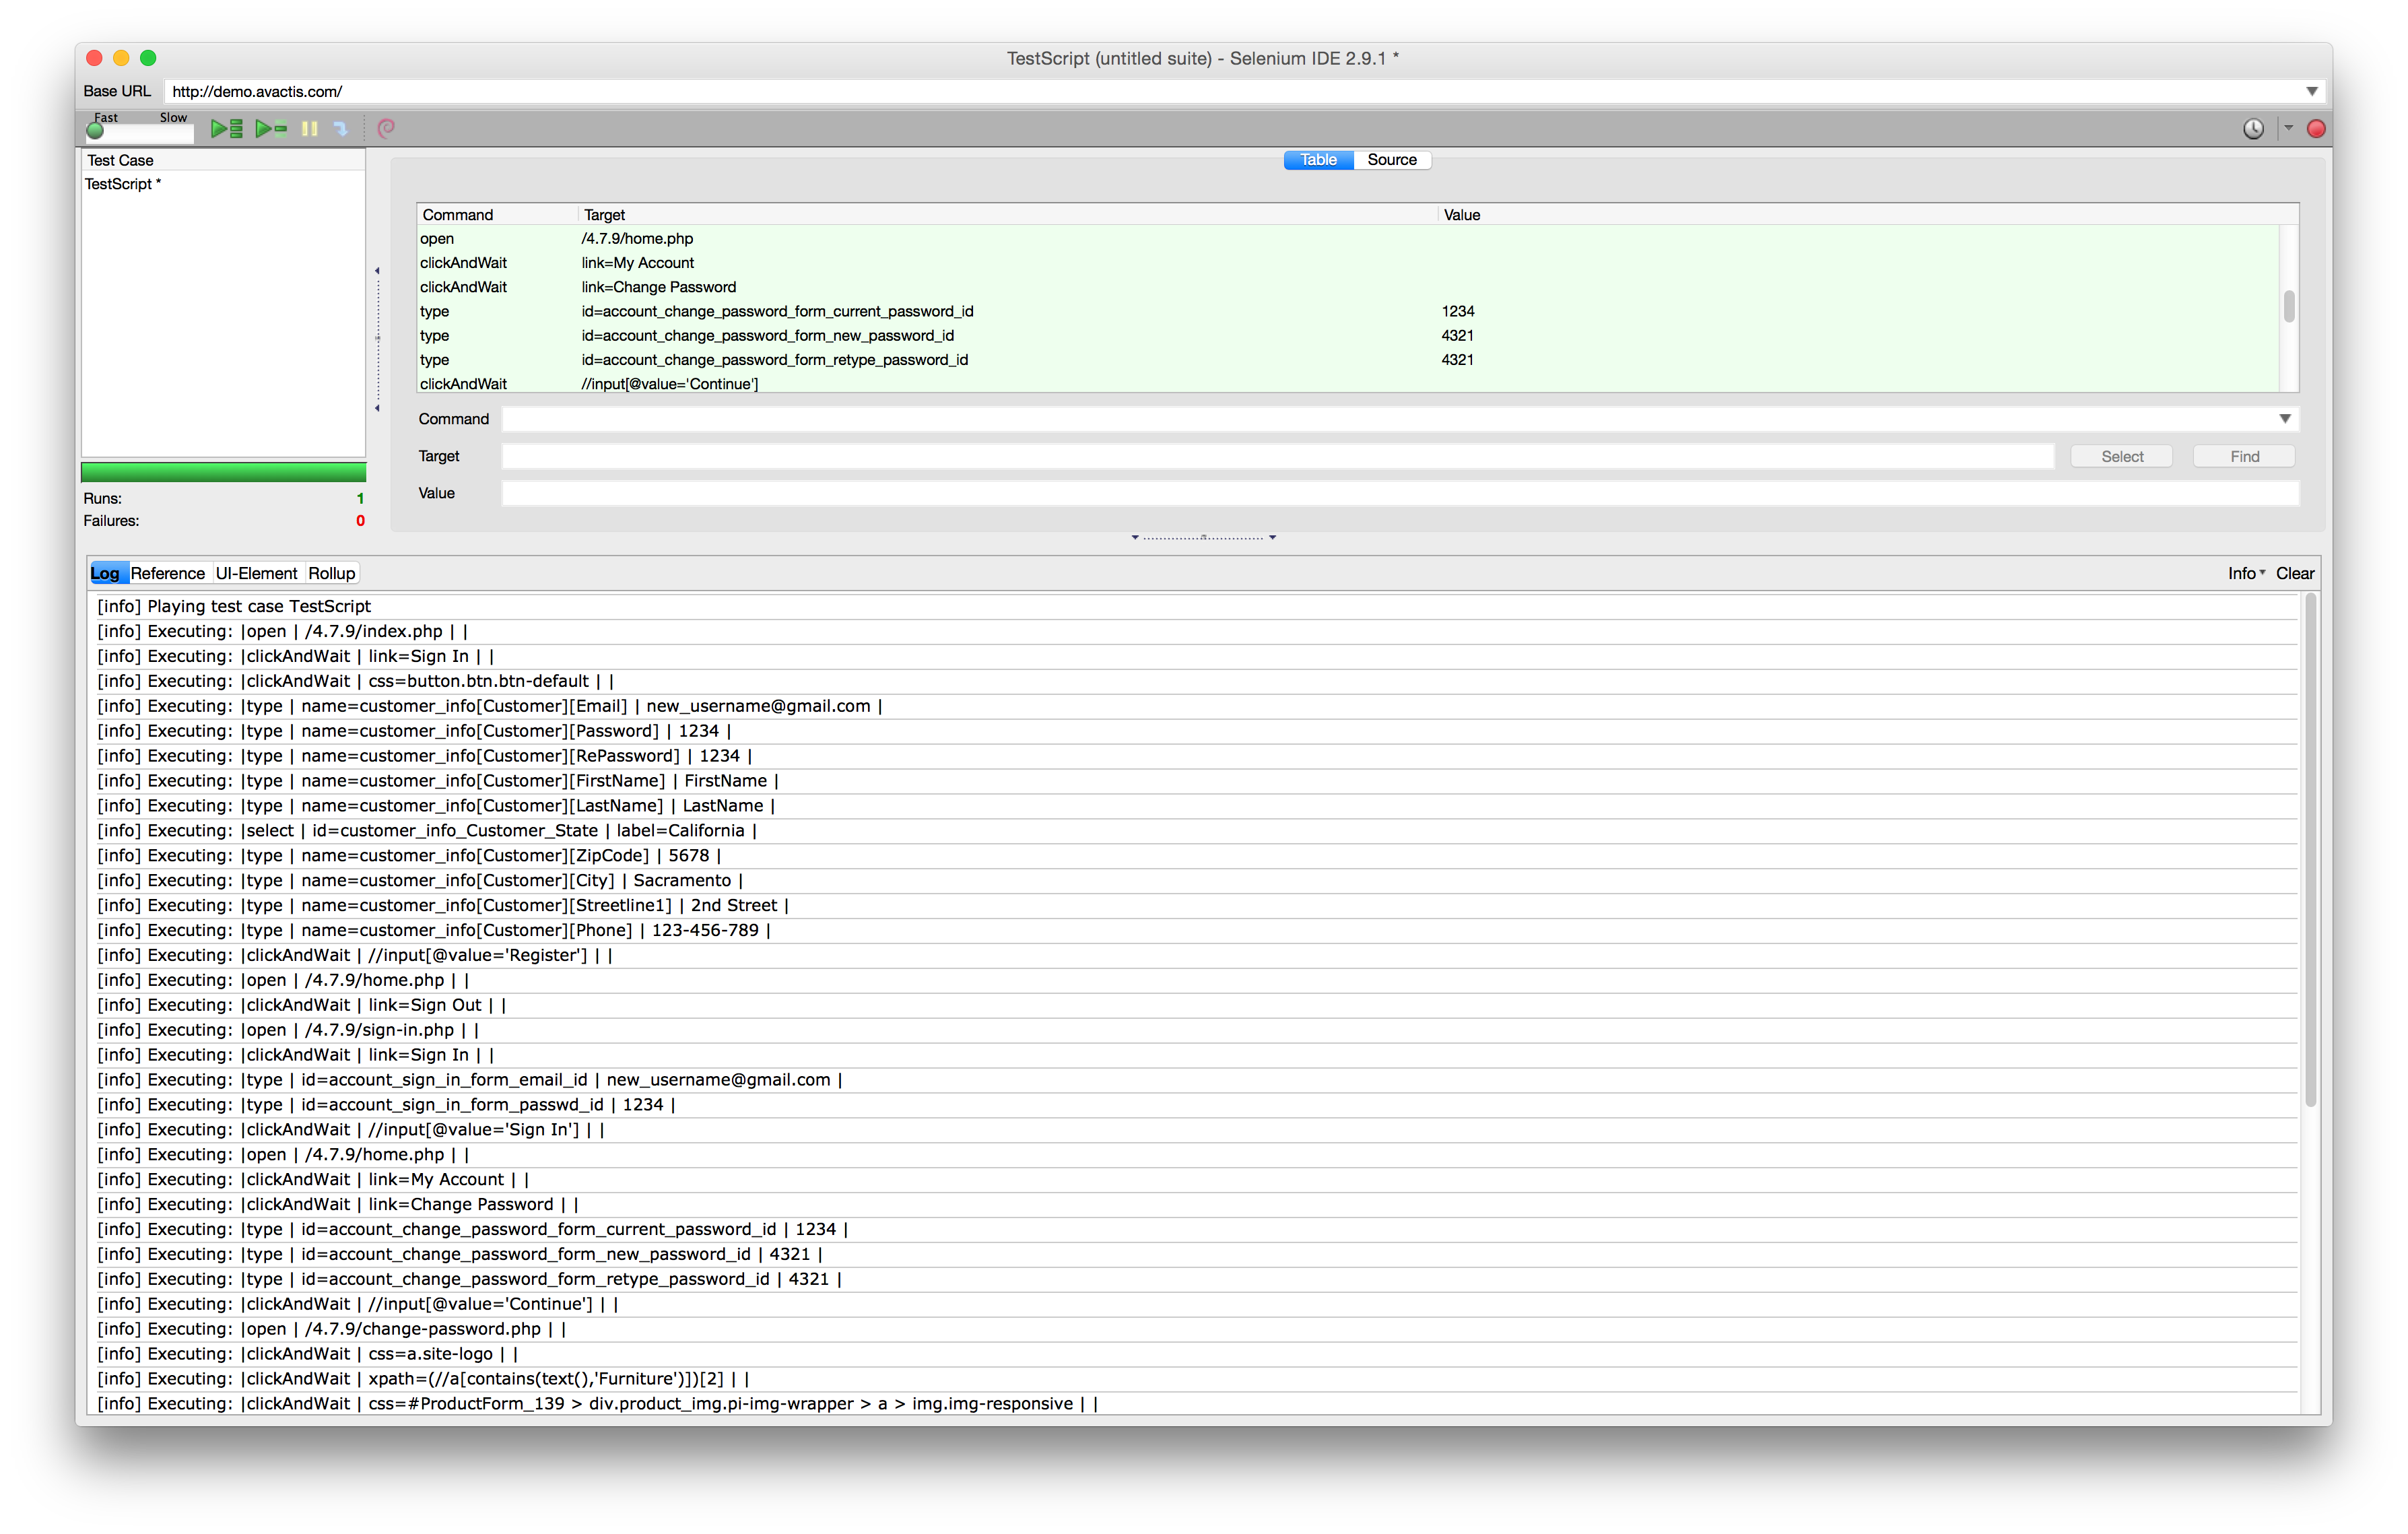 TestScript (untitled suite) - Selenium IDE 2.9.1 *
Base URL http://demo.avactis.com/
Fast Slow
Test Case
TestScript *
Table Source
Command Target Value
open /4.7.9/home.php
clickAndWait link=My Account
clickAndWait link=Change Password
type id=account_change_password_form_current_password_id 1234
type id=account_change_password_form_new_password_id 4321
type id=account_change_password_form_retype_password_id 4321
clickAndWait //input[@value='Continue']
Command
Target Select Find
Value
Runs: 1
Failures: 0
Log Reference UI-Element Rollup Info Clear
[info] Playing test case TestScript
[info] Executing: |open | /4.7.9/index.php | |
[info] Executing: |clickAndWait | link=Sign In | |
[info] Executing: |clickAndWait | css=button.btn.btn-default | |
[info] Executing: |type | name=customer_info[Customer][Email] | new_username@gmail.com |
[info] Executing: |type | name=customer_info[Customer][Password] | 1234 |
[info] Executing: |type | name=customer_info[Customer][RePassword] | 1234 |
[info] Executing: |type | name=customer_info[Customer][FirstName] | FirstName |
[info] Executing: |type | name=customer_info[Customer][LastName] | LastName |
[info] Executing: |select | id=customer_info_Customer_State | label=California |
[info] Executing: |type | name=customer_info[Customer][ZipCode] | 5678 |
[info] Executing: |type | name=customer_info[Customer][City] | Sacramento |
[info] Executing: |type | name=customer_info[Customer][Streetline1] | 2nd Street |
[info] Executing: |type | name=customer_info[Customer][Phone] | 123-456-789 |
[info] Executing: |clickAndWait | //input[@value='Register'] | |
[info] Executing: |open | /4.7.9/home.php | |
[info] Executing: |clickAndWait | link=Sign Out | |
[info] Executing: |open | /4.7.9/sign-in.php | |
[info] Executing: |clickAndWait | link=Sign In | |
[info] Executing: |type | id=account_sign_in_form_email_id | new_username@gmail.com |
[info] Executing: |type | id=account_sign_in_form_passwd_id | 1234 |
[info] Executing: |clickAndWait | //input[@value='Sign In'] | |
[info] Executing: |open | /4.7.9/home.php | |
[info] Executing: |clickAndWait | link=My Account | |
[info] Executing: |clickAndWait | link=Change Password | |
[info] Executing: |type | id=account_change_password_form_current_password_id | 1234 |
[info] Executing: |type | id=account_change_password_form_new_password_id | 4321 |
[info] Executing: |type | id=account_change_password_form_retype_password_id | 4321 |
[info] Executing: |clickAndWait | //input[@value='Continue'] | |
[info] Executing: |open | /4.7.9/change-password.php | |
[info] Executing: |clickAndWait | css=a.site-logo | |
[info] Executing: |clickAndWait | xpath=(//a[contains(text(),'Furniture')])[2] | |
[info] Executing: |clickAndWait | css=#ProductForm_139 > div.product_img.pi-img-wrapper > a > img.img-responsive | |